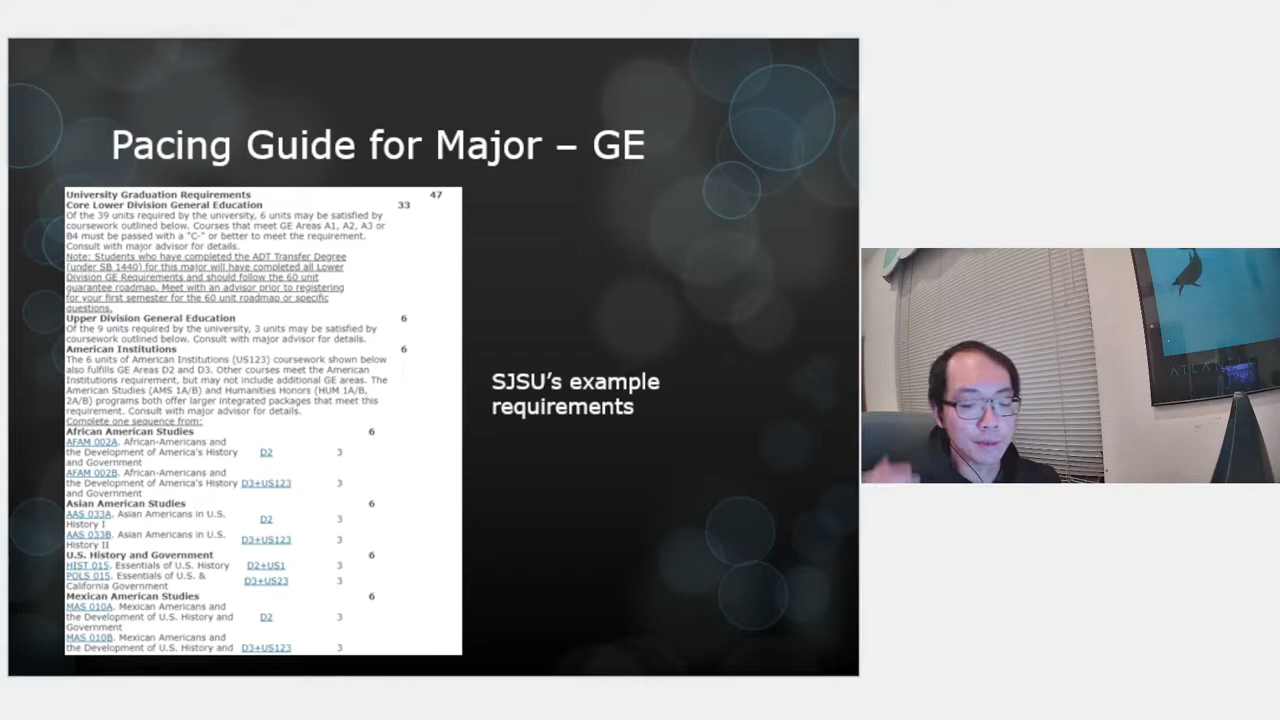 Pacing Guide for Major – GE
University Graduation Requirements 47
Core Lower Division General Education 33
Of the 39 units required by the university, 6 units may be satisfied by
coursework outlined below. Courses that meet GE Areas A1, A2, A3 or
B4 must be passed with a "C-" or better to meet the requirement.
Consult with major advisor for details.
Note: Students who have completed the ADT Transfer Degree
(under SB 1440) for this major will have completed all Lower
Division GE Requirements and should follow the 60 unit
guarantee roadmap. Meet with an advisor prior to registering
for your first semester for the 60 unit roadmap or specific
questions.
Upper Division General Education 6
Of the 9 units required by the university, 3 units may be satisfied by
coursework outlined below. Consult with major advisor for details.
American Institutions 6
The 6 units of American Institutions (US123) coursework shown below
also fulfills GE Areas D2 and D3. Other courses meet the American
Institutions requirement, but may not include additional GE areas. The
American Studies (AMS 1A/B) and Humanities Honors (HUM 1A/B,
2A/B) programs both offer larger integrated packages that meet this
requirement. Consult with major advisor for details.
Complete one sequence from:
African American Studies 6
AFAM 002A. African-Americans and
the Development of America's History D2 3
and Government
AFAM 002B. African-Americans and
the Development of America's History D3+US123 3
and Government
Asian American Studies 6
AAS 033A. Asian Americans in U.S.
History I D2 3
AAS 033B. Asian Americans in U.S.
History II D3+US123 3
U.S. History and Government 6
HIST 015. Essentials of U.S. History D2+US1 3
POLS 015. Essentials of U.S. &
California Government D3+US23 3
Mexican American Studies 6
MAS 010A. Mexican Americans and
the Development of U.S. History and D2 3
Government
MAS 010B. Mexican Americans and
the Development of U.S. History and D3+US123 3
SJSU's example
requirements